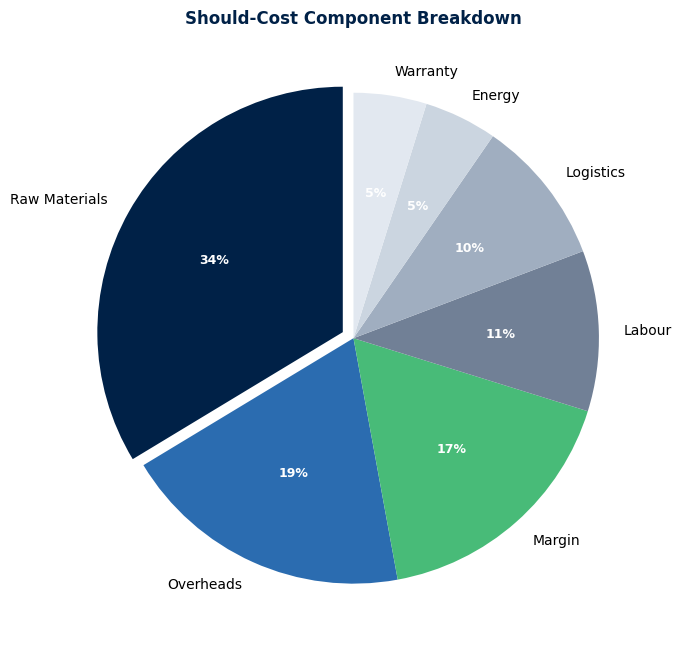 Should-Cost Component Breakdown
Warranty
Energy
Logistics
Raw Materials
Labour
Margin
Overheads
5%
5%
10%
34%
11%
17%
19%